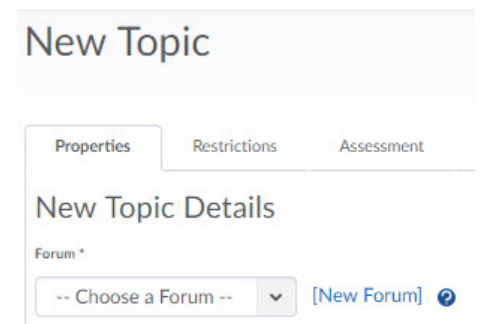 New Topic
Properties Restrictions Assessment
New Topic Details
Forum *
-- Choose a Forum -- [New Forum] ?